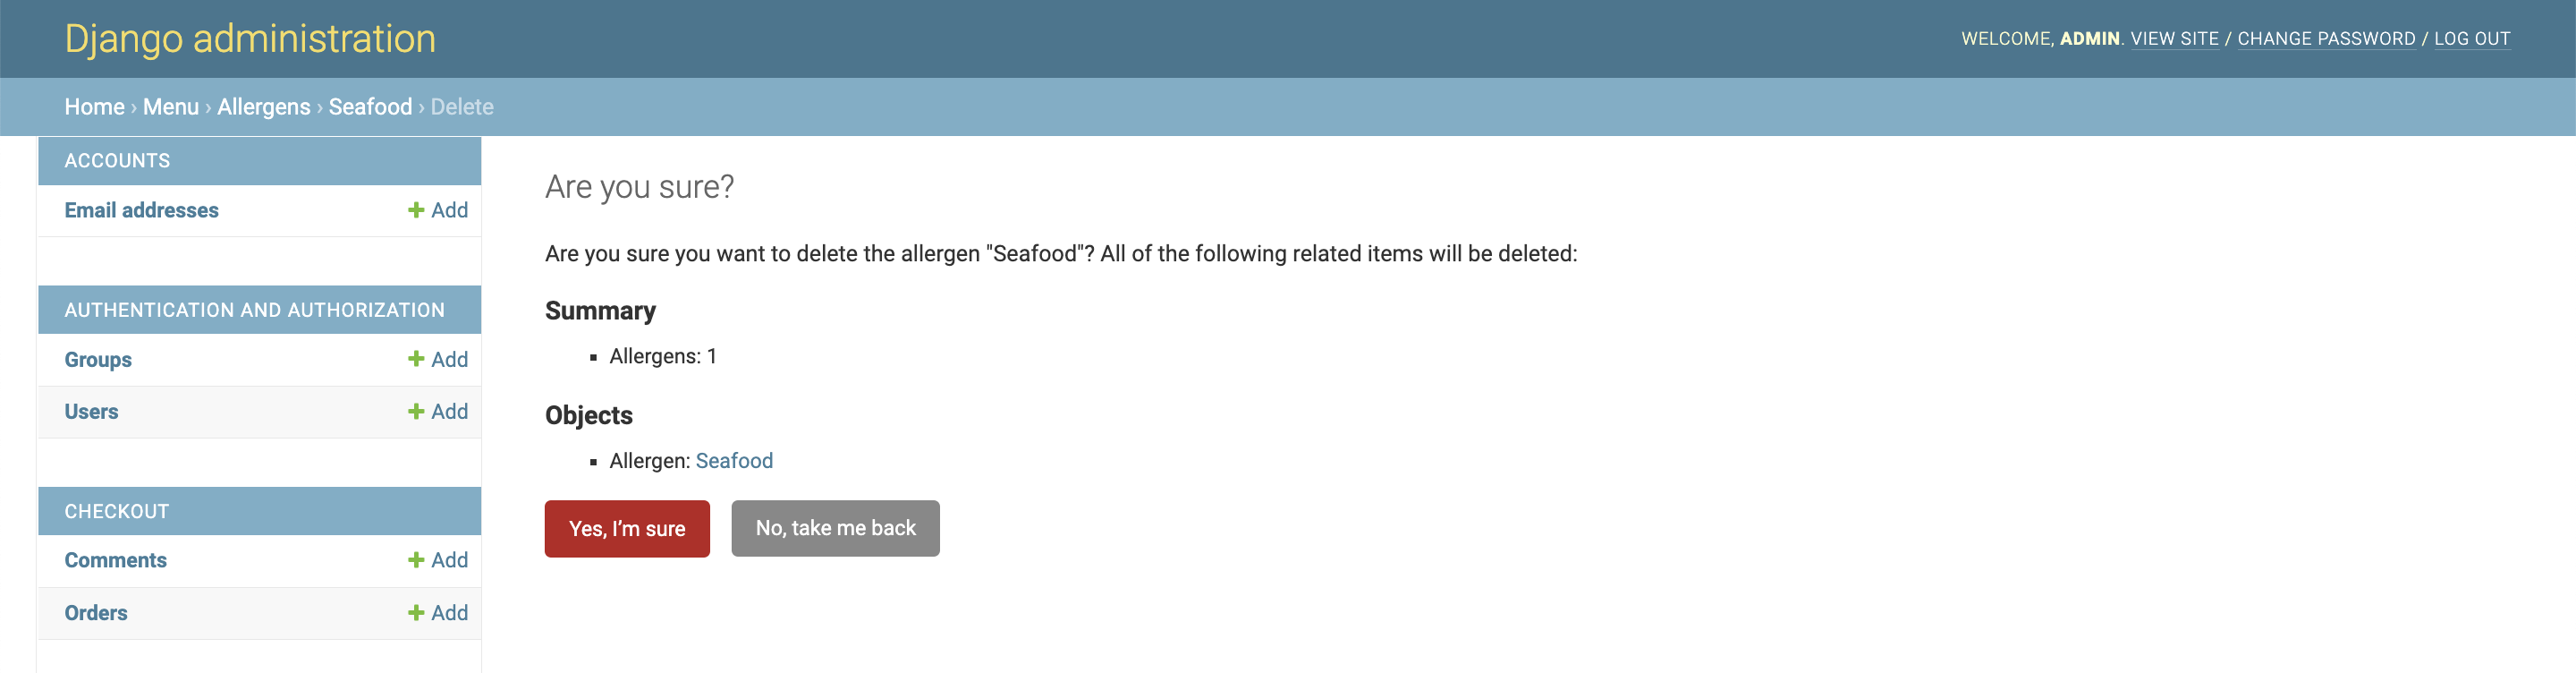 Django administration
WELCOME, ADMIN. VIEW SITE / CHANGE PASSWORD / LOG OUT
Home › Menu › Allergens › Seafood › Delete
ACCOUNTS
Email addresses Add
AUTHENTICATION AND AUTHORIZATION
Groups Add
Users Add
CHECKOUT
Comments Add
Orders Add
Are you sure?
Are you sure you want to delete the allergen "Seafood"? All of the following related items will be deleted:
Summary
Allergens: 1
Objects
Allergen: Seafood
Yes, I’m sure No, take me back